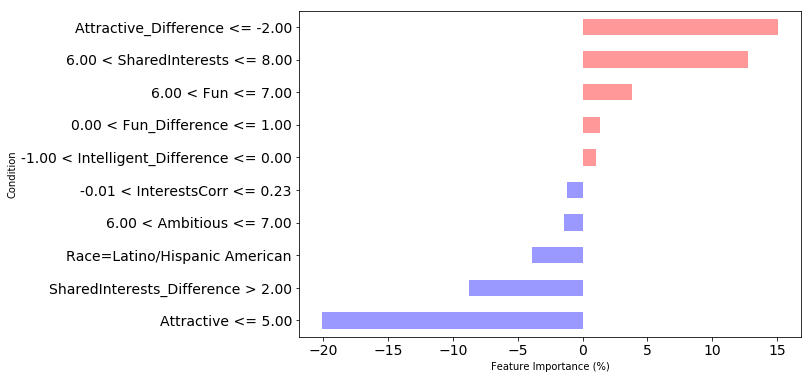 Attractive_Difference <= -2.00
6.00 < SharedInterests <= 8.00
6.00 < Fun <= 7.00
0.00 < Fun_Difference <= 1.00
-1.00 < Intelligent_Difference <= 0.00
-0.01 < InterestsCorr <= 0.23
6.00 < Ambitious <= 7.00
Race=Latino/Hispanic American
SharedInterests_Difference > 2.00
Attractive <= 5.00
Condition
−20 −15 −10 −5 0 5 10 15
Feature Importance (%)